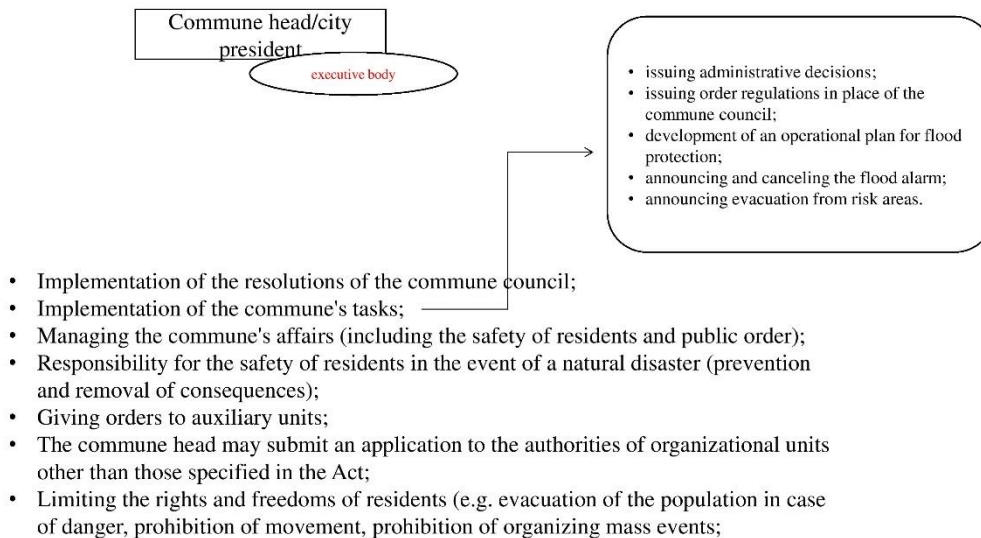 Commune head/city
president
executive body
• issuing administrative decisions;
• issuing order regulations in place of the
commune council;
• development of an operational plan for flood
protection;
• announcing and canceling the flood alarm;
• announcing evacuation from risk areas.
• Implementation of the resolutions of the commune council;
• Implementation of the commune's tasks;
• Managing the commune's affairs (including the safety of residents and public order);
• Responsibility for the safety of residents in the event of a natural disaster (prevention
and removal of consequences);
• Giving orders to auxiliary units;
• The commune head may submit an application to the authorities of organizational units
other than those specified in the Act;
• Limiting the rights and freedoms of residents (e.g. evacuation of the population in case
of danger, prohibition of movement, prohibition of organizing mass events;